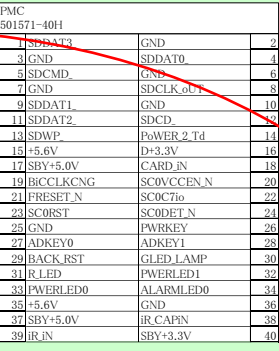 PMC
501571-40H
1 SDDAT3_ GND 2
3 GND SDDAT0_ 4
5 SDCMD_ GND 6
7 GND SDCLK_oUT 8
9 SDDAT1_ GND 10
11 SDDAT2_ SDCD_ 12
13 SDWP_ PoWER_2_Td 14
15 +5.6V D+3.3V 16
17 SBY+5.0V CARD_iN 18
19 BiCCLKCNG SC0VCCEN_N 20
21 FRESET_N SC0C7io 22
23 SC0RST SC0DET_N 24
25 GND PWRKEY 26
27 ADKEY0 ADKEY1 28
29 BACK_RST GLED_LAMP 30
31 R_LED PWERLED1 32
33 PWERLED0 ALARMLED0 34
35 +5.6V GND 36
37 SBY+5.0V iR_CAPiN 38
39 iR_iN SBY+3.3V 40